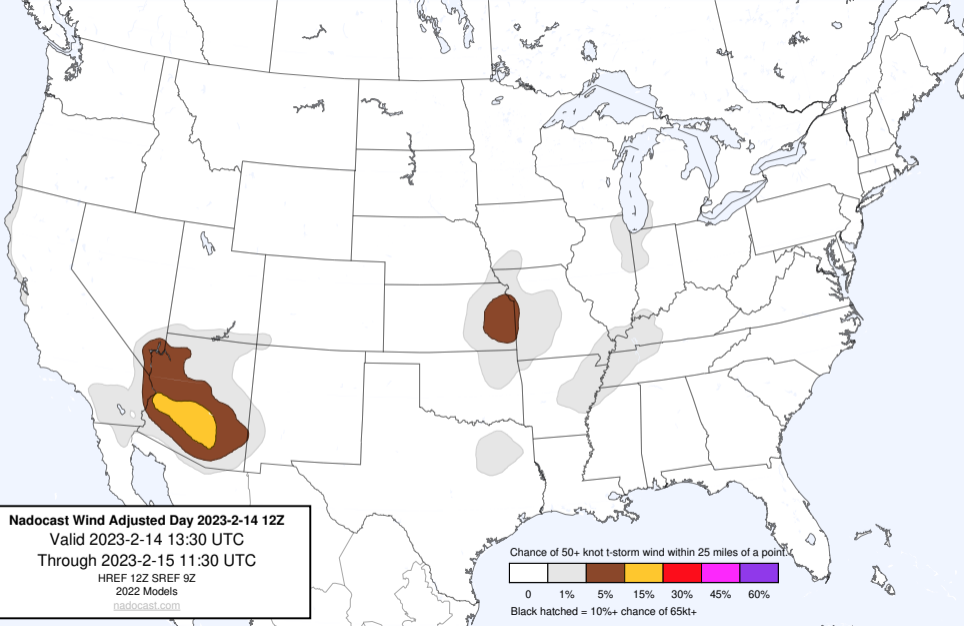 Nadocast Wind Adjusted Day 2023-2-14 12Z
Valid 2023-2-14 13:30 UTC
Through 2023-2-15 11:30 UTC
HREF 12Z SREF 9Z
2022 Models
nadocast.com
Chance of 50+ knot t-storm wind within 25 miles of a point.
0 1% 5% 15% 30% 45% 60%
Black hatched = 10%+ chance of 65kt+